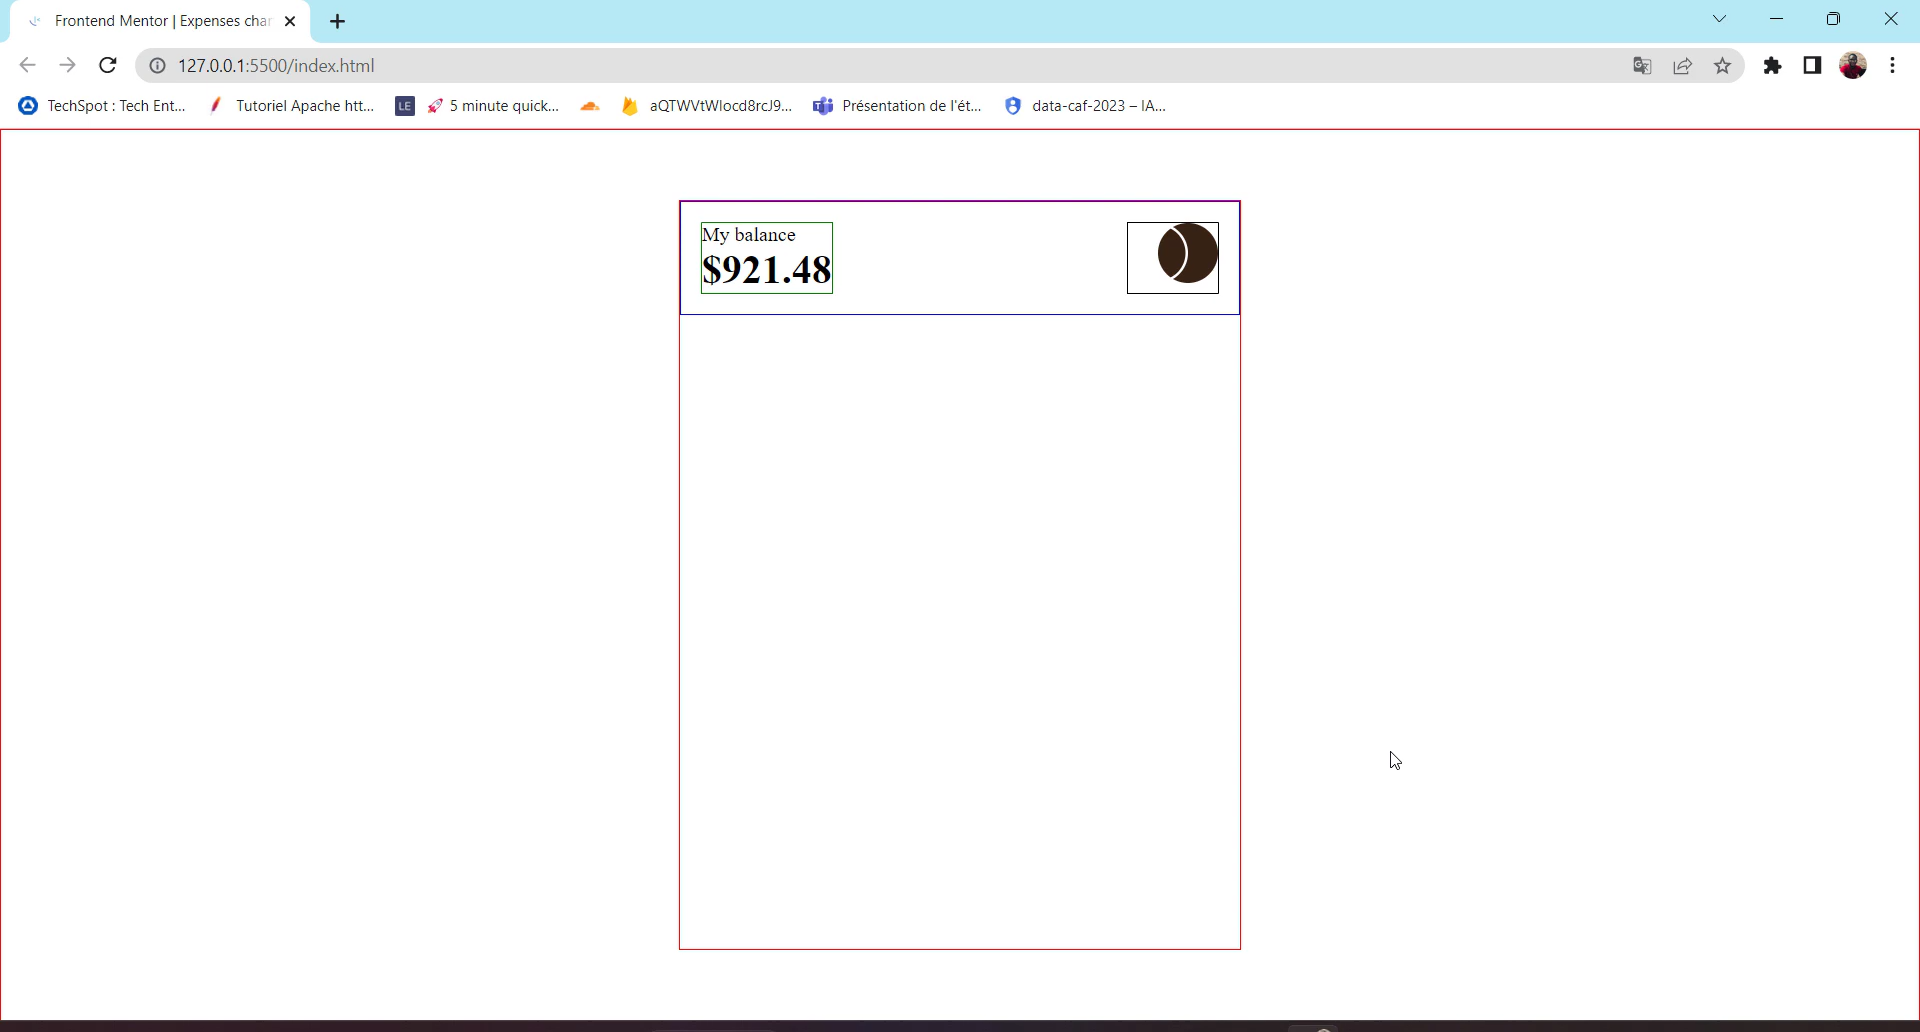 Frontend Mentor | Expenses char
127.0.0.1:5500/index.html
TechSpot : Tech Ent...
Tutoriel Apache htt...
LE
5 minute quick...
aQTWVtWlocd8rcJ9...
Présentation de l'ét...
data-caf-2023 – IA...
My balance
$921.48